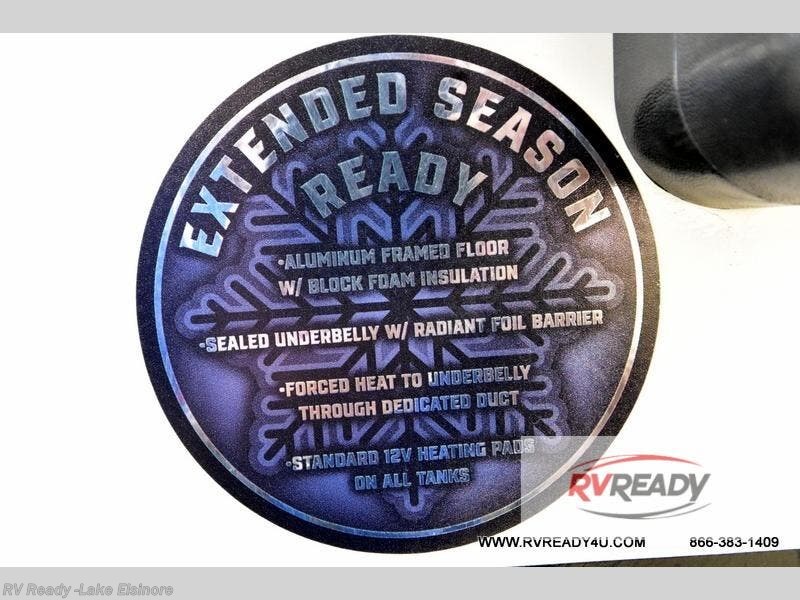 EXTENDED SEASON
READY
•ALUMINUM FRAMED FLOOR
W/ BLOCK FOAM INSULATION
•SEALED UNDERBELLY W/ RADIANT FOIL BARRIER
•FORCED HEAT TO UNDERBELLY
THROUGH DEDICATED DUCT
•STANDARD 12V HEATING PADS
ON ALL TANKS
RVREADY
WWW.RVREADY4U.COM 866-383-1409
RV Ready -Lake Elsinore